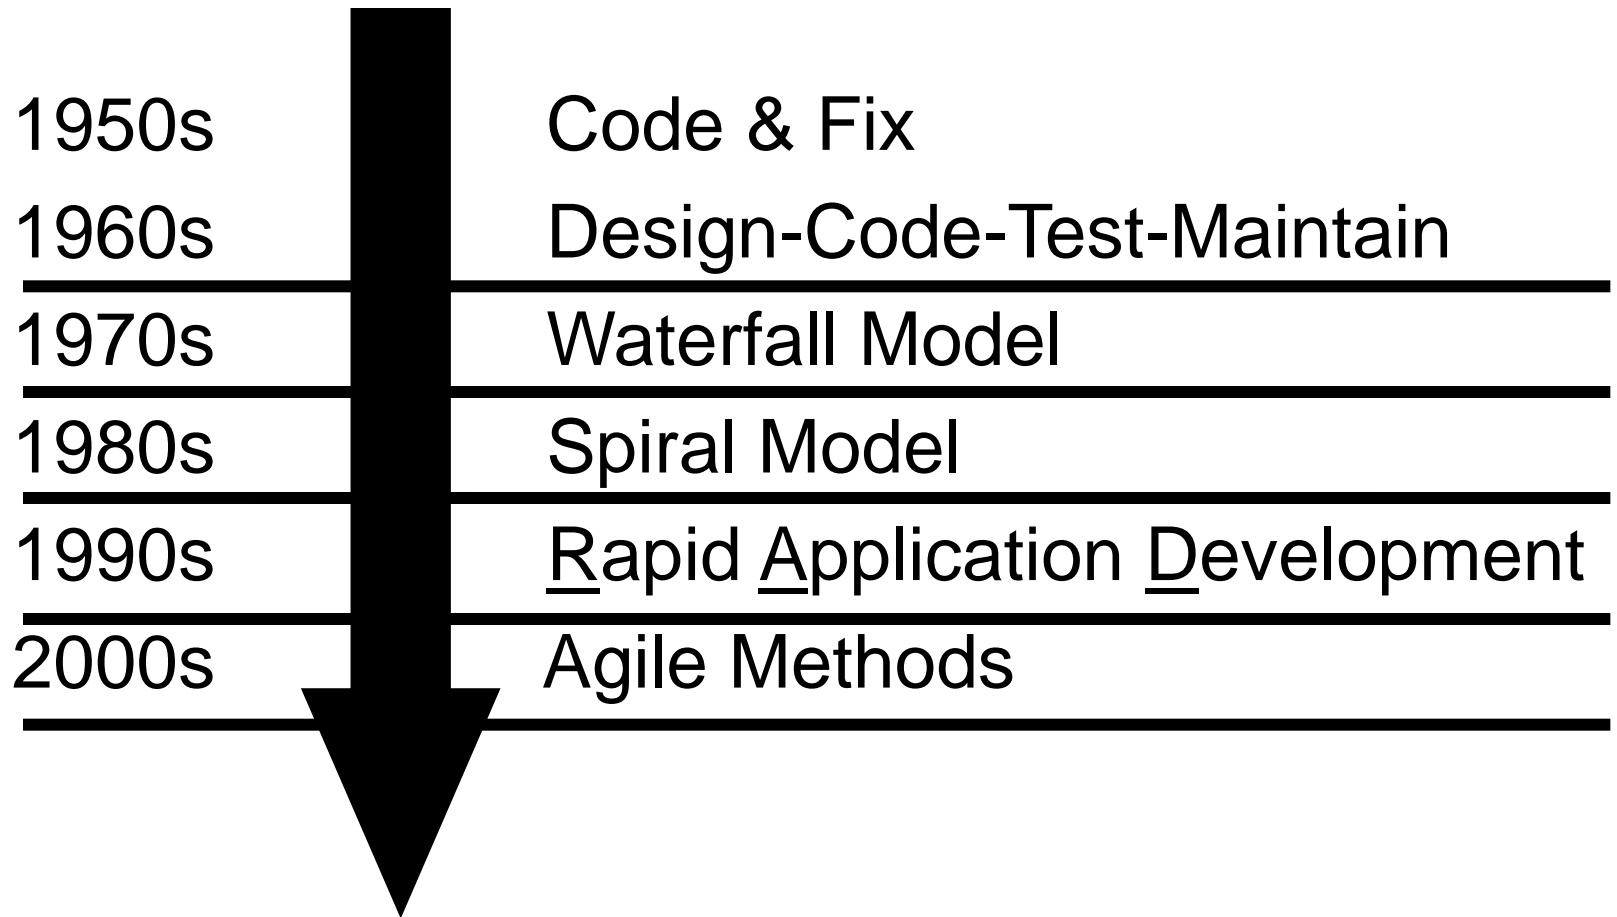 1950s Code & Fix
1960s Design-Code-Test-Maintain
1970s Waterfall Model
1980s Spiral Model
1990s Rapid Application Development
2000s Agile Methods